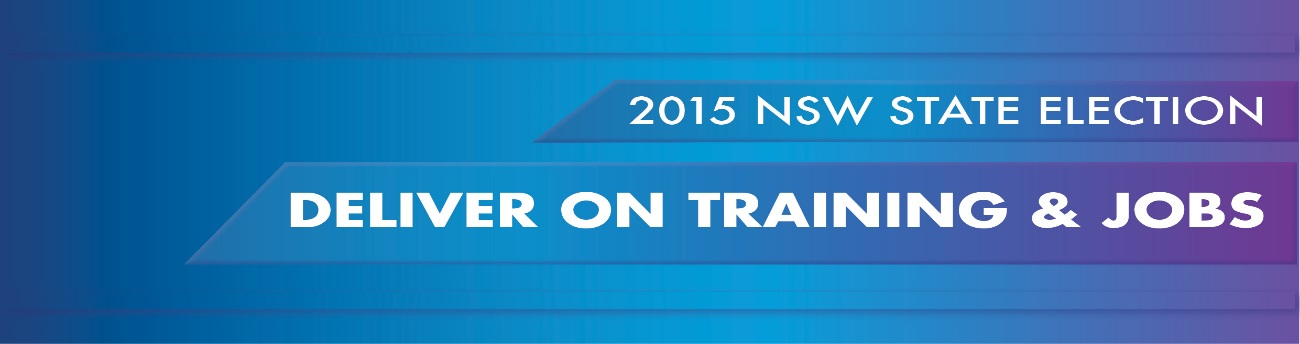 2015 NSW STATE ELECTION
DELIVER ON TRAINING & JOBS